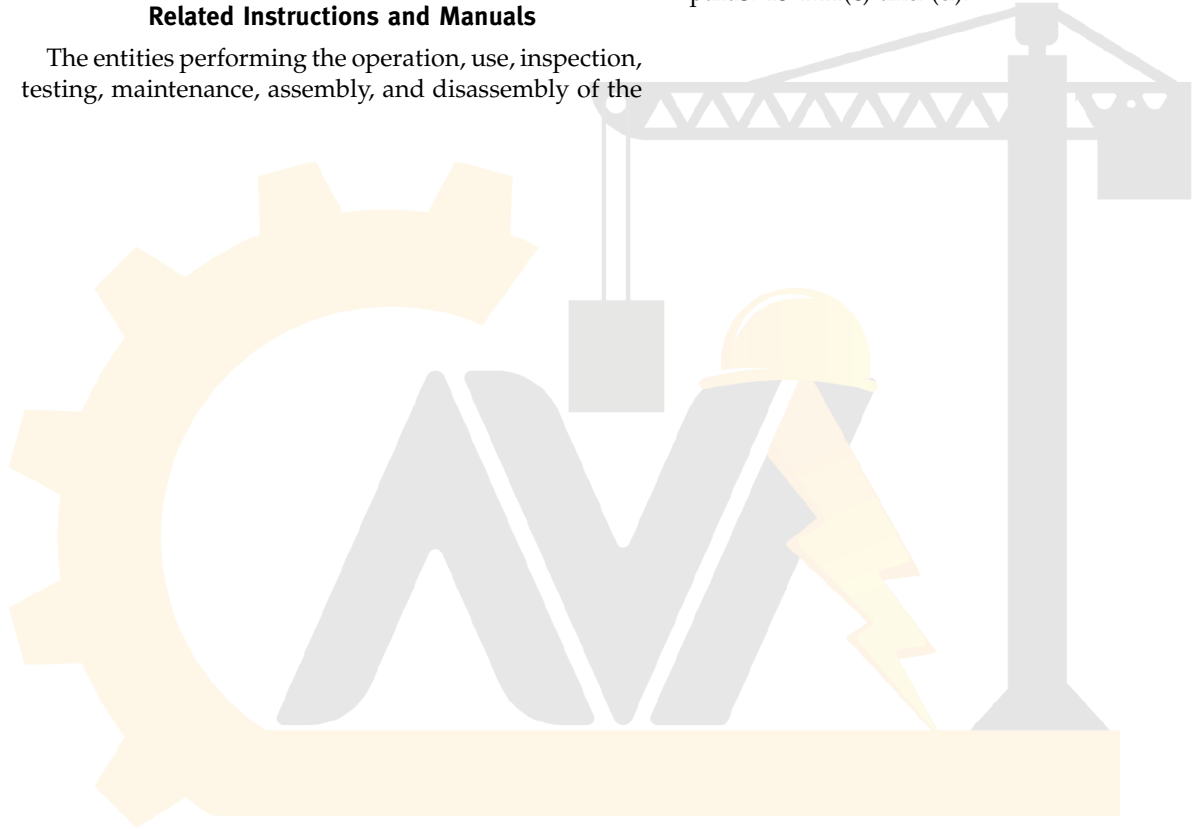 Related Instructions and Manuals
The entities performing the operation, use, inspection,
testing, maintenance, assembly, and disassembly of the